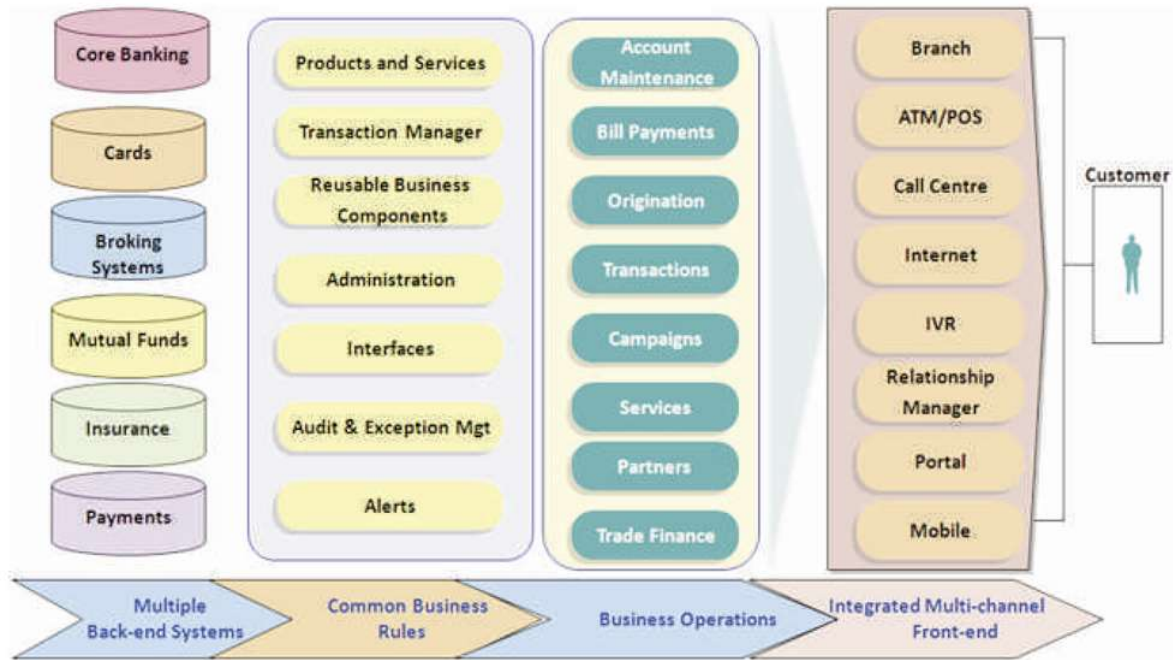 Core Banking
Cards
Broking
Systems
Mutual Funds
Insurance
Payments
Products and Services
Transaction Manager
Reusable Business
Components
Administration
Interfaces
Audit & Exception Mgt
Alerts
Account
Maintenance
Bill Payments
Origination
Transactions
Campaigns
Services
Partners
Trade Finance
Branch
ATM/POS
Call Centre
Internet
IVR
Relationship
Manager
Portal
Mobile
Customer
Multiple
Back-end Systems
Common Business
Rules
Business Operations
Integrated Multi-channel
Front-end